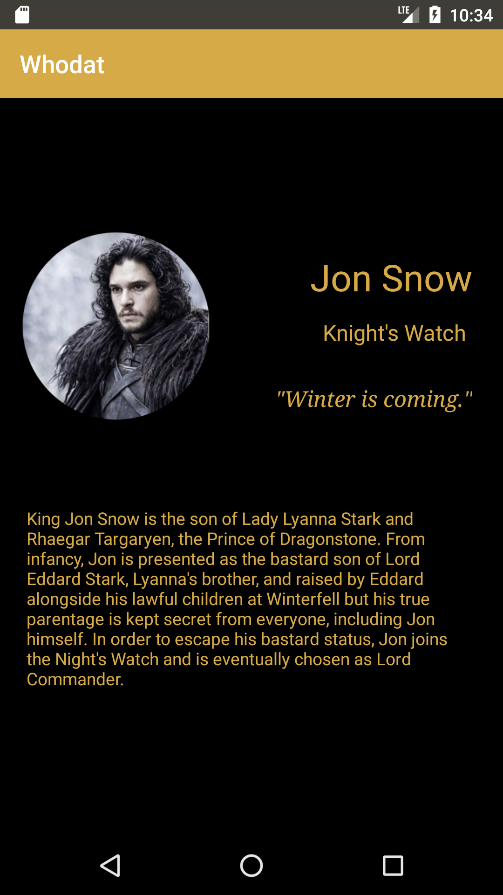 LTE 10:34
Whodat
Jon Snow
Knight's Watch
"Winter is coming."
King Jon Snow is the son of Lady Lyanna Stark and
Rhaegar Targaryen, the Prince of Dragonstone. From
infancy, Jon is presented as the bastard son of Lord
Eddard Stark, Lyanna's brother, and raised by Eddard
alongside his lawful children at Winterfell but his true
parentage is kept secret from everyone, including Jon
himself. In order to escape his bastard status, Jon joins
the Night's Watch and is eventually chosen as Lord
Commander.